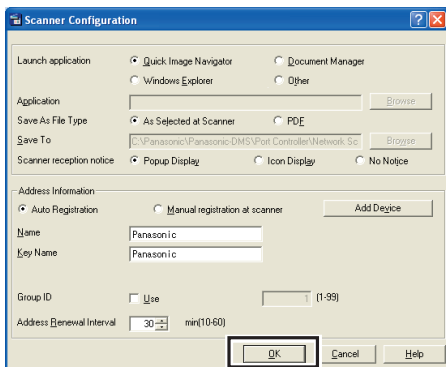 Scanner Configuration
Launch application Quick Image Navigator Document Manager
Windows Explorer Other
Application Browse
Save As File Type As Selected at Scanner PDF
Save To C:\Panasonic\Panasonic-DMS\Port Controller\Network Sc Browse
Scanner reception notice Popup Display Icon Display No Notice
Address Information
Auto Registration Manual registration at scanner Add Device
Name Panasonic
Key Name Panasonic
Group ID Use 1 (1-99)
Address Renewal Interval 30 min(10-60)
OK Cancel Help